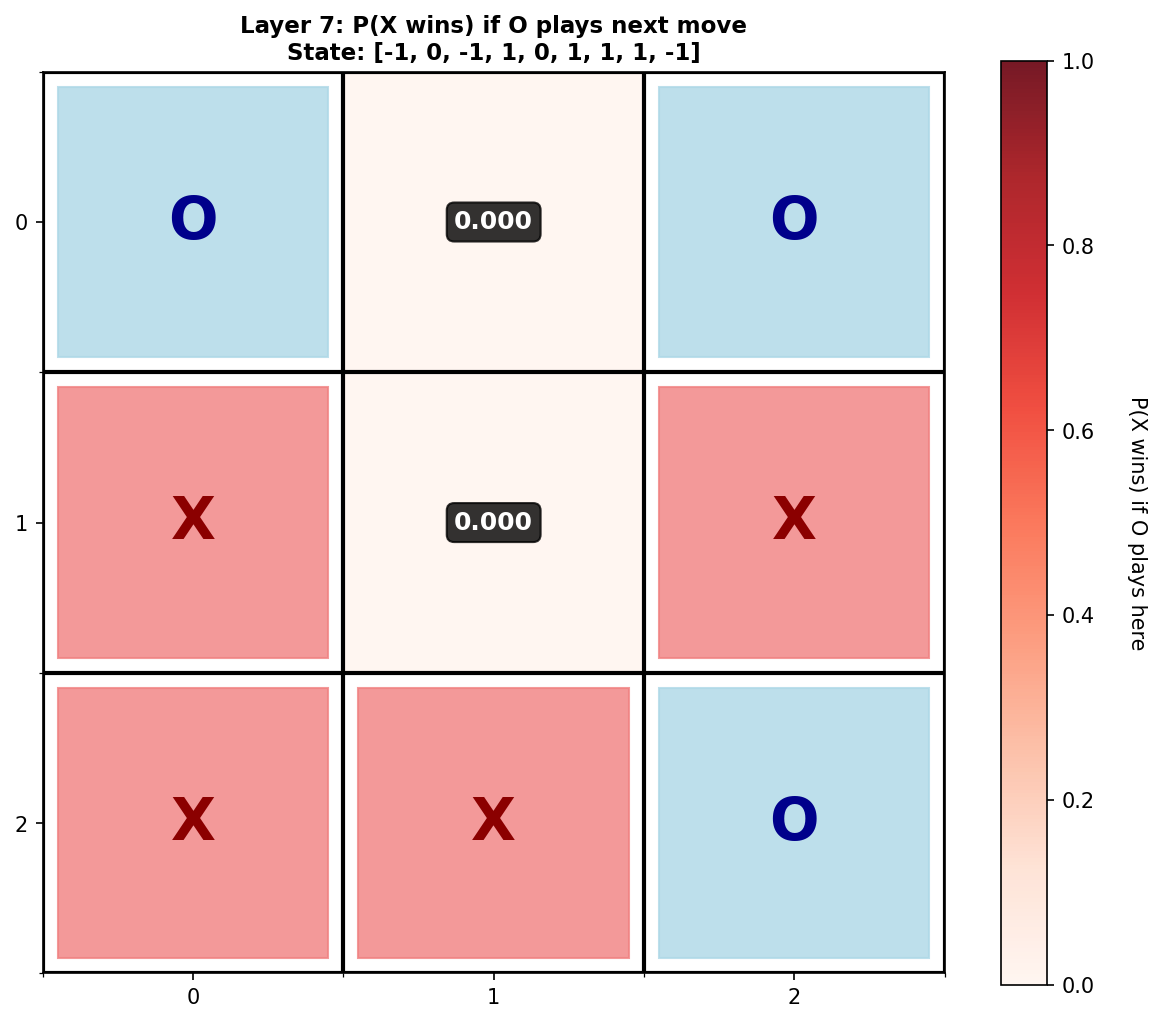 Layer 7: P(X wins) if O plays next move
State: [-1, 0, -1, 1, 0, 1, 1, 1, -1]
O
0.000
O
X
0.000
X
X
X
O
0
1
2
0
1
2
1.0
0.8
0.6
0.4
0.2
0.0
P(X wins) if O plays here